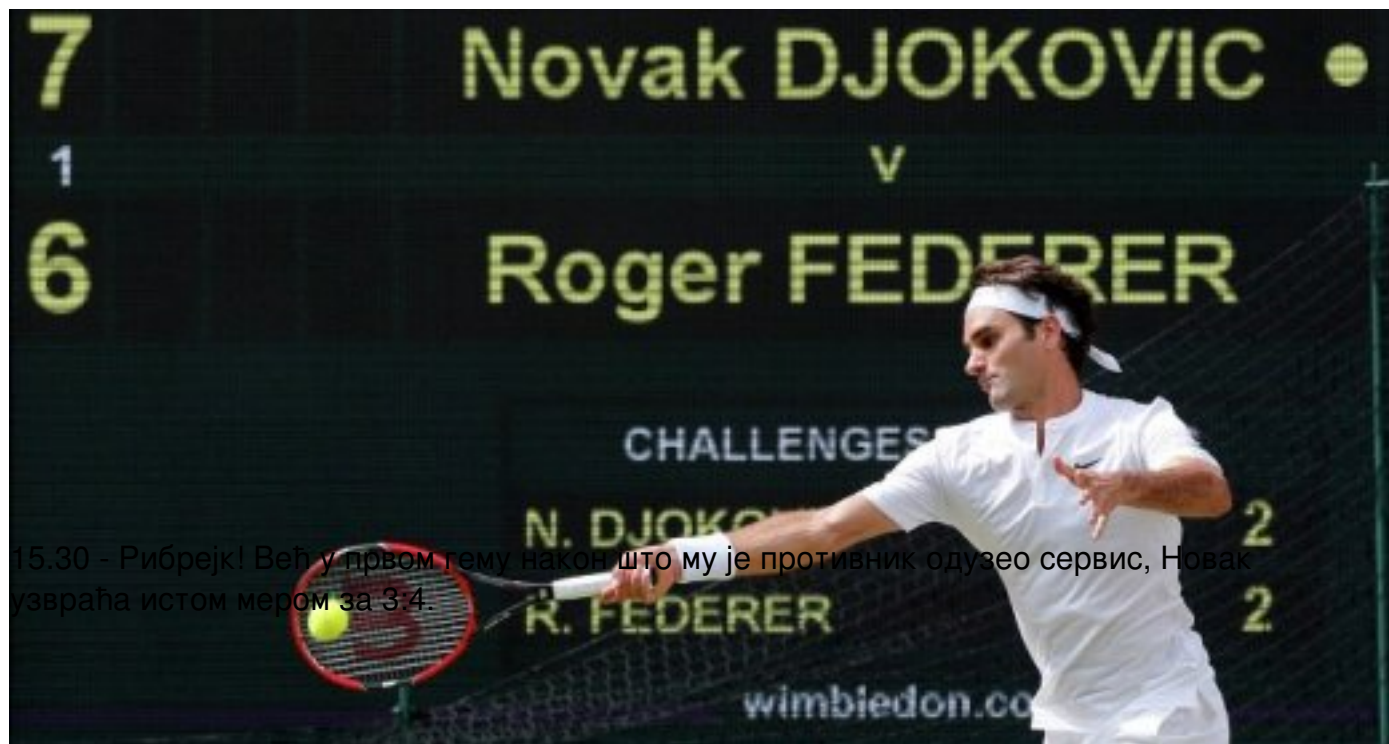 7 Novak DJOKOVIC
1 v
6 Roger FEDERER
CHALLENGES
N. DJOKOVI 2
15.30 - Рибрејк! Већ у првом гему након што му је противник одузео сервис, Новак
узвраћа истом мером за 3:4.
R. FEDERER 2
wimbledon.co